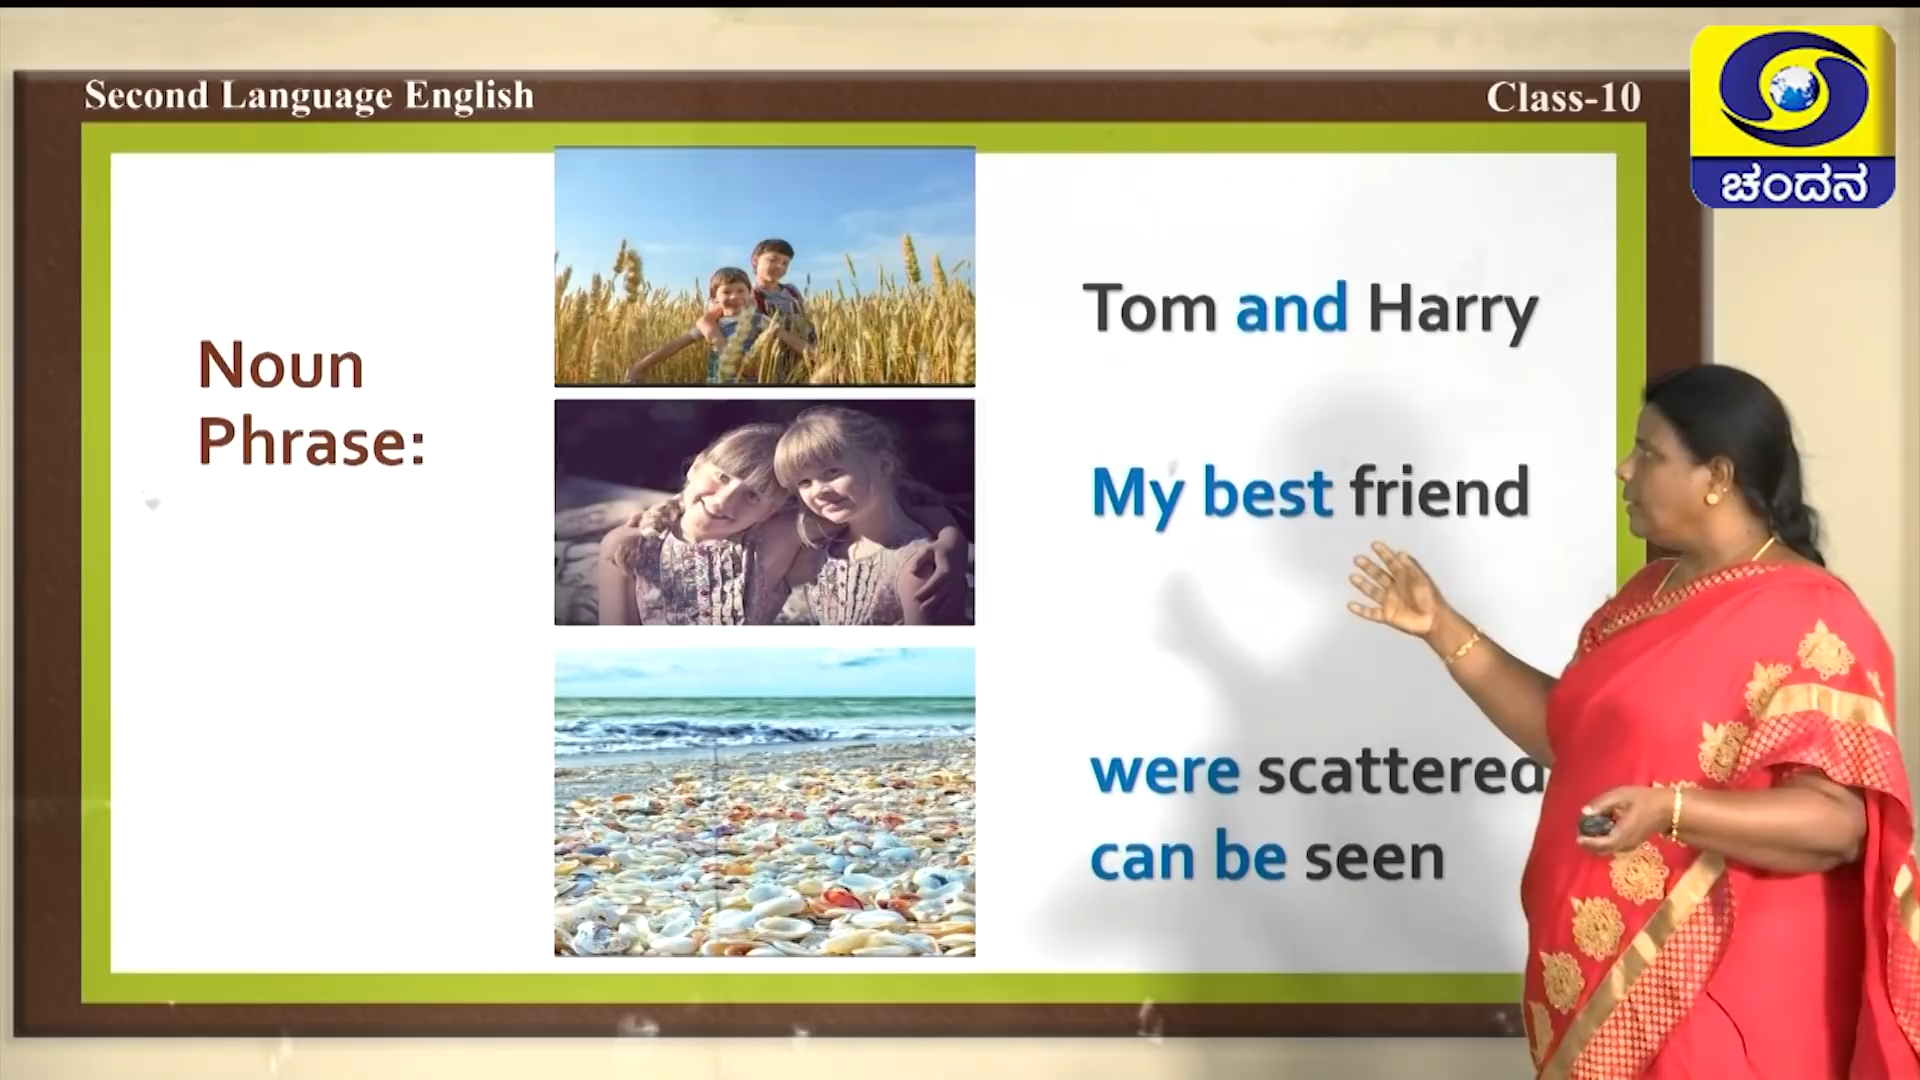 Second Language English
Class-10
ಚಂದನ
Noun
Phrase:
Tom and Harry
My best friend
were scattered
can be seen